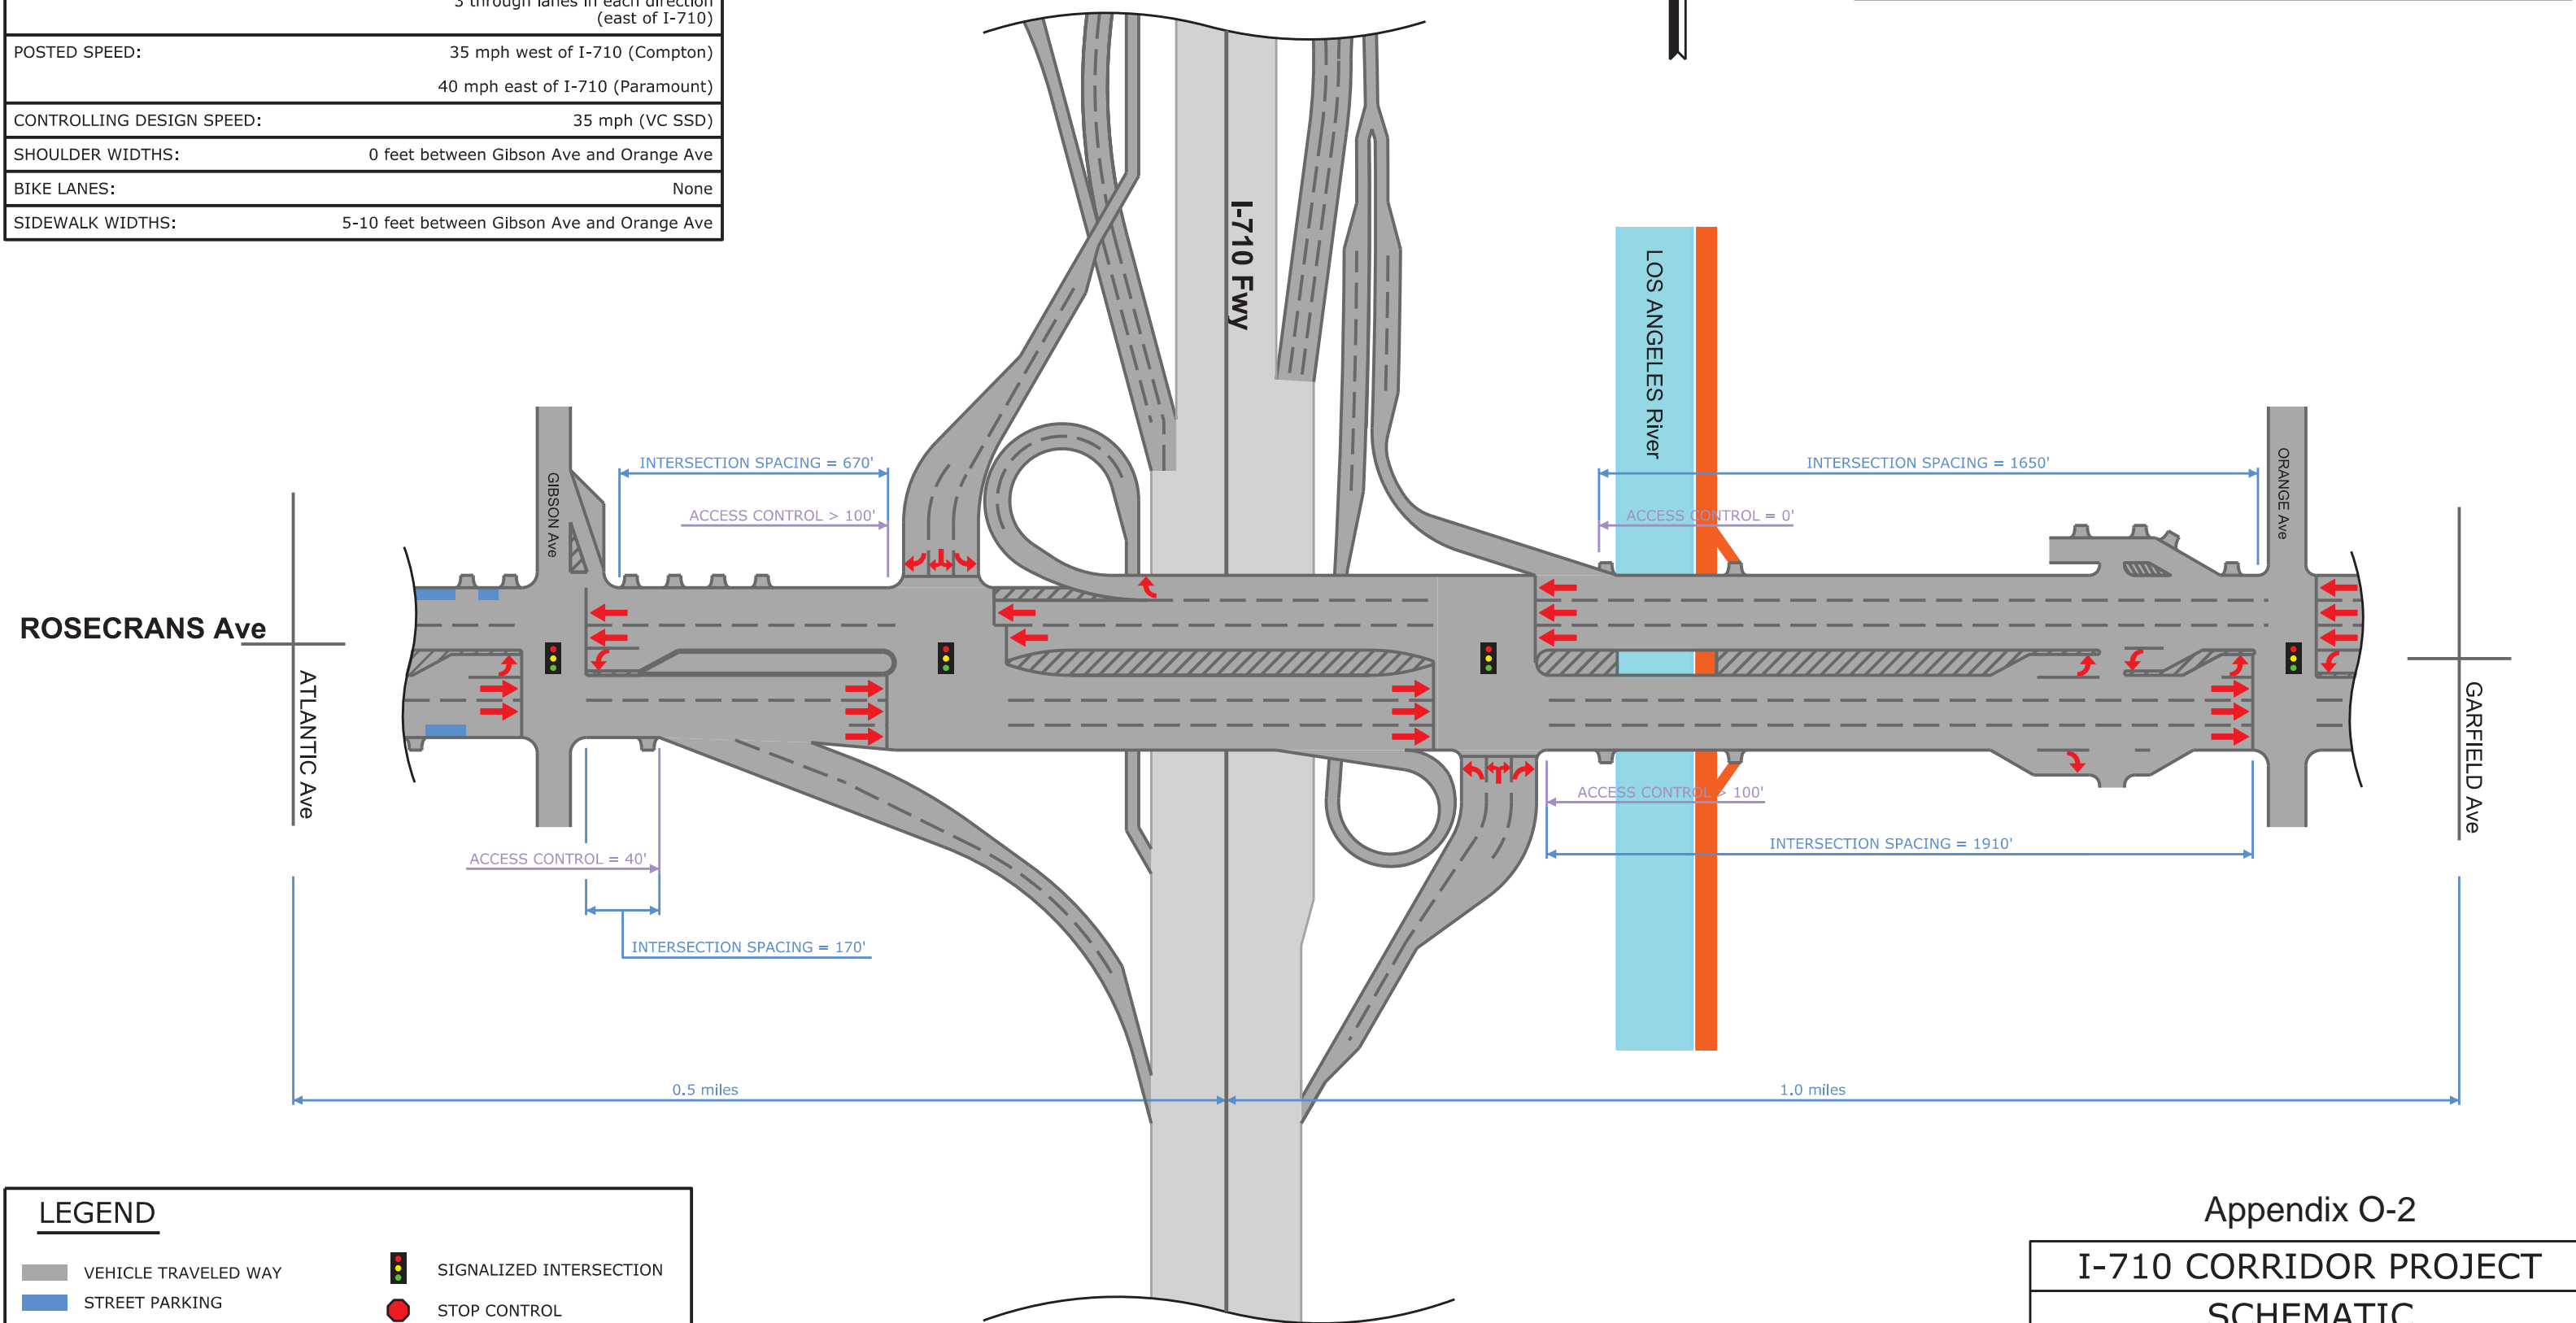 3 through lanes in each direction
(east of I-710)
POSTED SPEED: 35 mph west of I-710 (Compton)
40 mph east of I-710 (Paramount)
CONTROLLING DESIGN SPEED: 35 mph (VC SSD)
SHOULDER WIDTHS: 0 feet between Gibson Ave and Orange Ave
BIKE LANES: None
SIDEWALK WIDTHS: 5-10 feet between Gibson Ave and Orange Ave
I-710 Fwy
LOS ANGELES River
INTERSECTION SPACING = 670'
INTERSECTION SPACING = 1650'
GIBSON Ave
ORANGE Ave
ACCESS CONTROL > 100'
ACCESS CONTROL = 0'
ROSECRANS Ave
ATLANTIC Ave
GARFIELD Ave
ACCESS CONTROL > 100'
INTERSECTION SPACING = 1910'
ACCESS CONTROL = 40'
INTERSECTION SPACING = 170'
0.5 miles
1.0 miles
LEGEND
VEHICLE TRAVELED WAY
SIGNALIZED INTERSECTION
STREET PARKING
STOP CONTROL
Appendix O-2
I-710 CORRIDOR PROJECT
SCHEMATIC